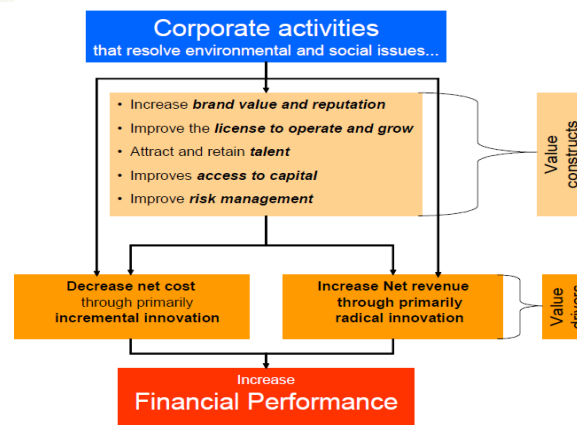 Corporate activities
that resolve environmental and social issues...
• Increase brand value and reputation
• Improve the license to operate and grow
• Attract and retain talent
• Improves access to capital
• Improve risk management
Value
constructs
Decrease net cost
through primarily
incremental innovation
Increase Net revenue
through primarily
radical innovation
Value
drivers
Increase
Financial Performance